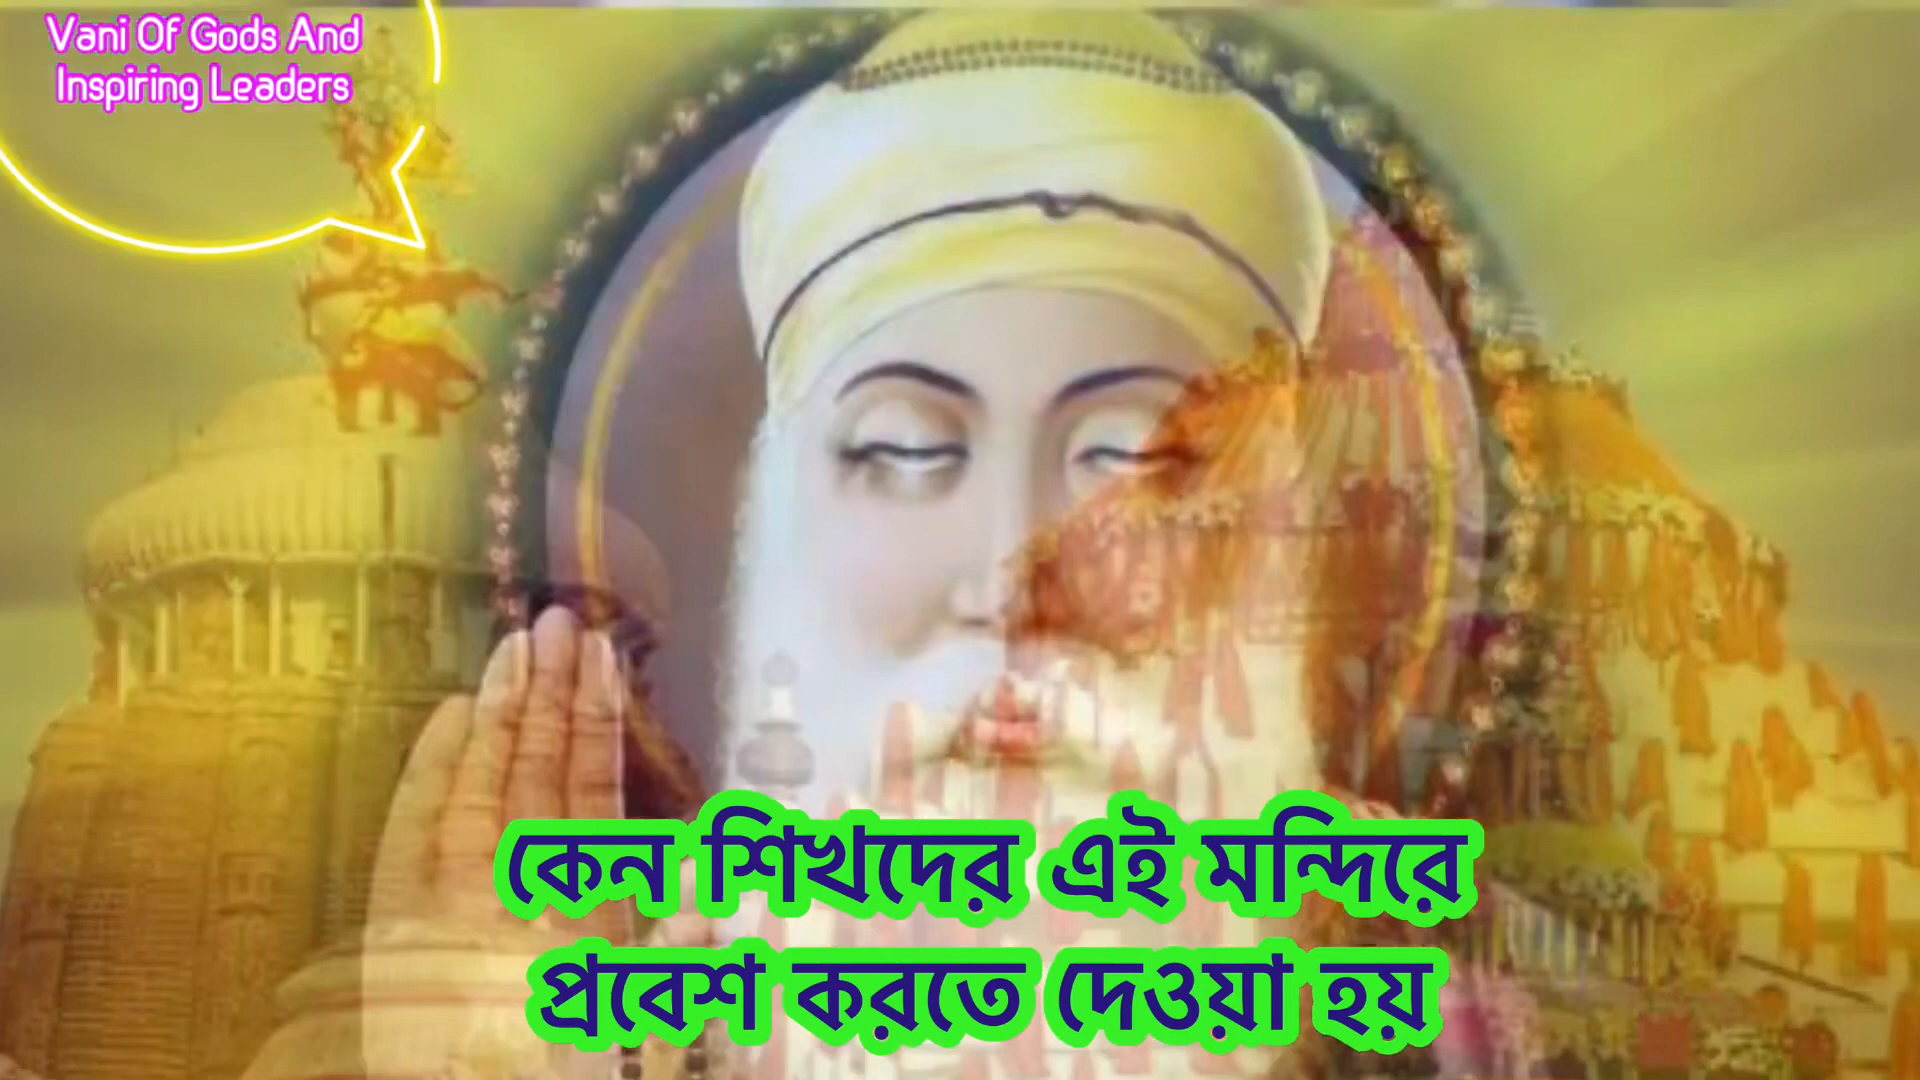 Vani Of Gods And
Inspiring Leaders
কেন শিখদের এই মন্দিরে
প্রবেশ করতে দেওয়া হয়